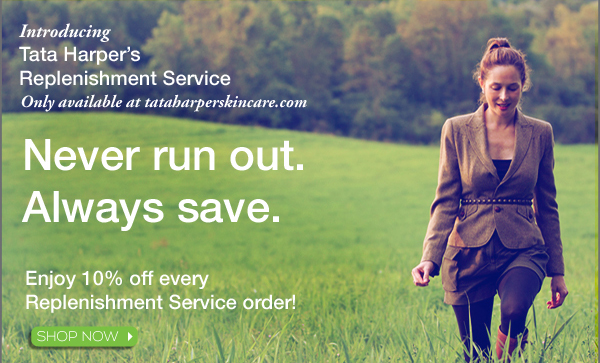 Introducing
Tata Harper's
Replenishment Service
Only available at tataharperskincare.com
Never run out.
Always save.
Enjoy 10% off every
Replenishment Service order!
SHOP NOW